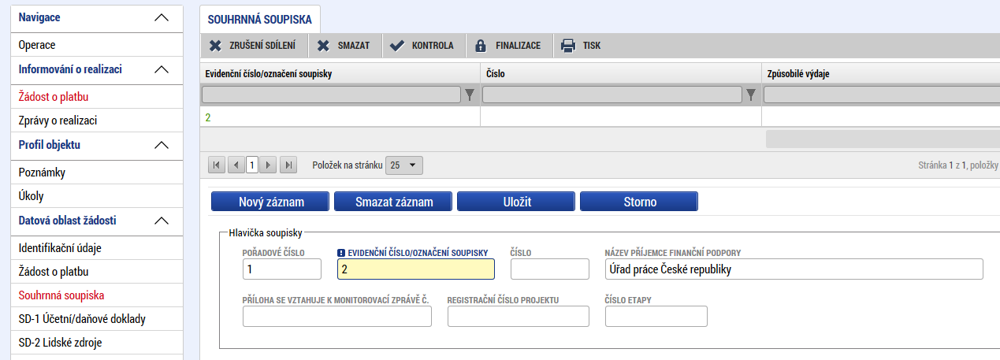 Navigace
Operace
Informování o realizaci
Žádost o platbu
Zprávy o realizaci
Profil objektu
Poznámky
Úkoly
Datová oblast žádosti
Identifikační údaje
Žádost o platbu
Souhrnná soupiska
SD-1 Účetní/daňové doklady
SD-2 Lidské zdroje
SOUHRNNÁ SOUPISKA
ZRUŠENÍ SDÍLENÍ SMAZAT KONTROLA FINALIZACE TISK
Evidenční číslo/označení soupisky Číslo Způsobilé výdaje
2
1 Položek na stránku 25 Stránka 1 z 1, položky
Nový záznam Smazat záznam Uložit Storno
Hlavička soupisky
POŘADOVÉ ČÍSLO EVIDENČNÍ ČÍSLO/OZNAČENÍ SOUPISKY ČÍSLO NÁZEV PŘÍJEMCE FINANČNÍ PODPORY
1 2 Úřad práce České republiky
PŘÍLOHA SE VZTAHUJE K MONITOROVACÍ ZPRÁVĚ Č. REGISTRAČNÍ ČÍSLO PROJEKTU ČÍSLO ETAPY